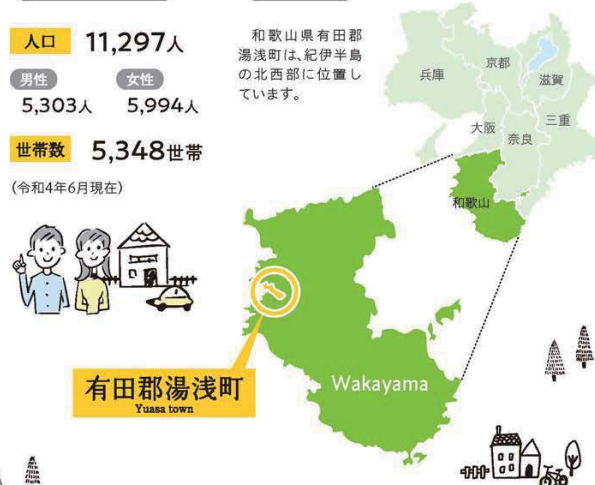 人口 11,297人
男性 女性
5,303人 5,994人
世帯数 5,348世帯
(令和4年6月現在)
和歌山県有田郡
湯浅町は、紀伊半島
の北西部に位置し
ています。
兵庫
京都
滋賀
大阪
奈良
三重
和歌山
有田郡湯浅町
Yuasa town
Wakayama